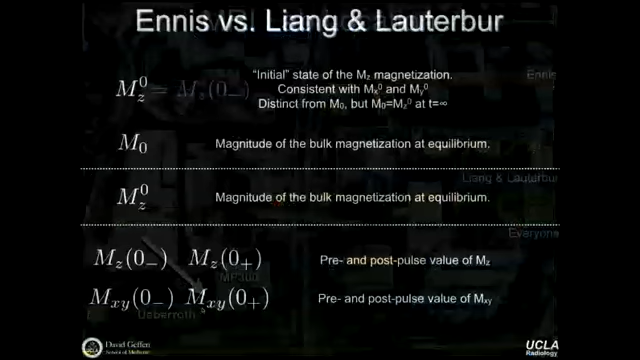 Ennis vs. Liang & Lauterbur
M_z^0 = M_z(0_-)
"Initial" state of the M_z magnetization.
Consistent with M_x^0 and M_y^0
Distinct from M_0, but M_0=M_z^0 at t=∞
Ennis
M_0
Magnitude of the bulk magnetization at equilibrium.
Liang & Lauterbur
M_z^0
Magnitude of the bulk magnetization at equilibrium.
Everyone
M_z(0_-) M_z(0_+)
Pre- and post-pulse value of M_z
M_xy(0_-) M_xy(0_+)
Pre- and post-pulse value of M_xy
Ueberroth
David Geffen
School of Medicine
UCLA
Radiology